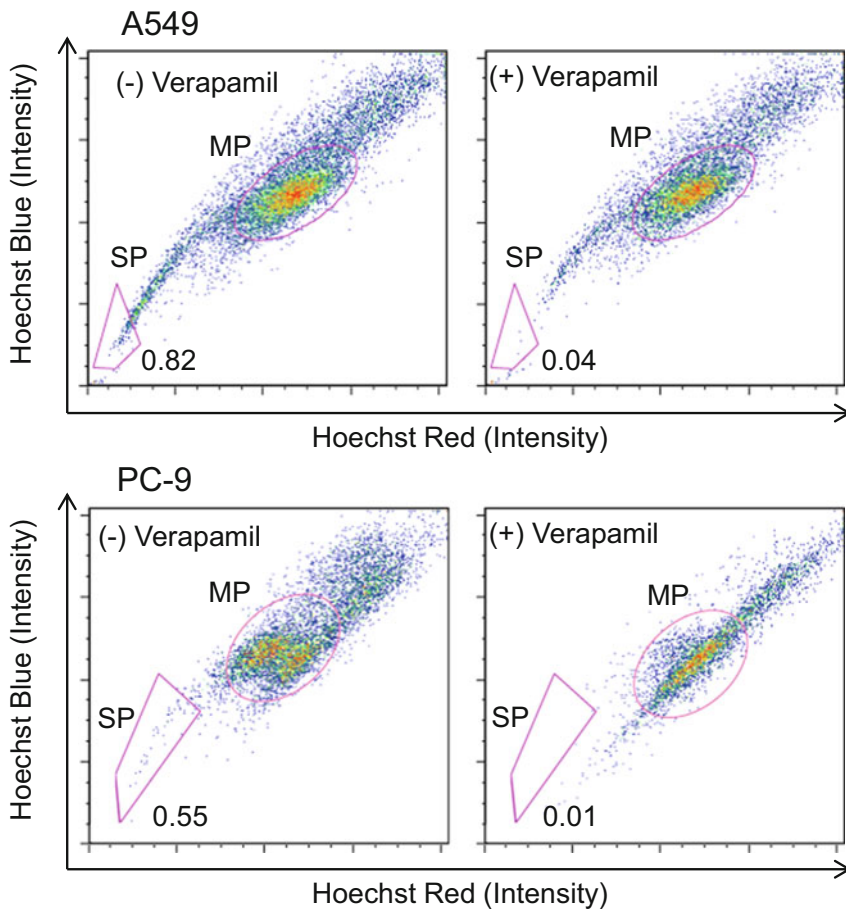 A549
(-) Verapamil
MP
SP
0.82
(+) Verapamil
MP
SP
0.04
Hoechst Blue (Intensity)
Hoechst Red (Intensity)
PC-9
(-) Verapamil
MP
SP
0.55
(+) Verapamil
MP
SP
0.01
Hoechst Blue (Intensity)
Hoechst Red (Intensity)